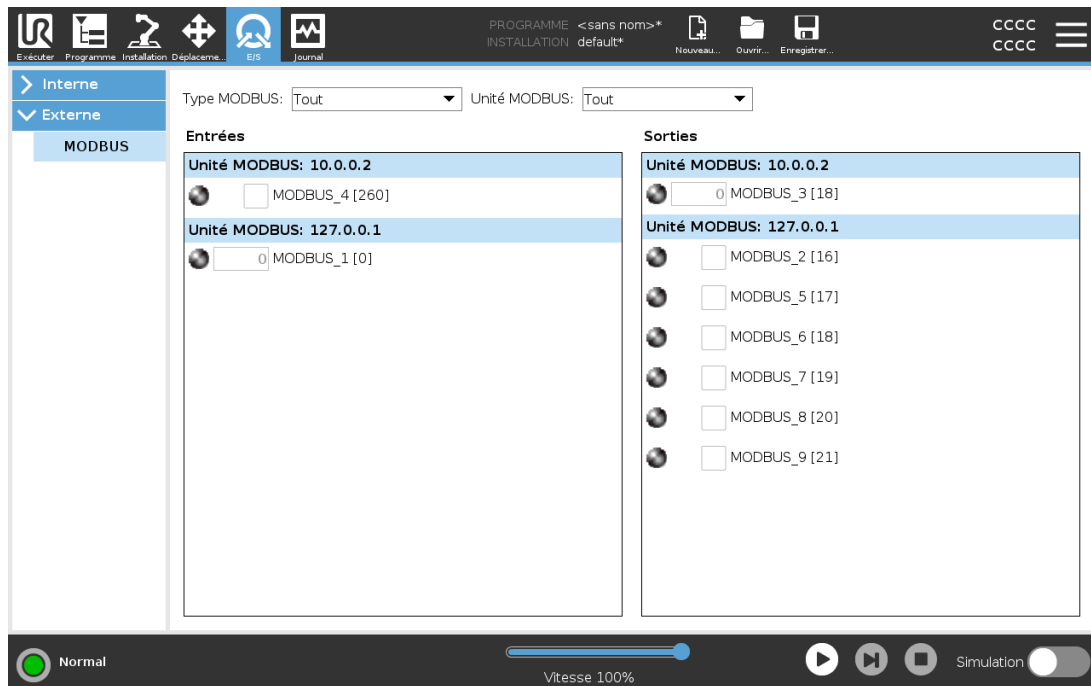 UR
PROGRAMME <sans nom>*
INSTALLATION default*
CCCC
CCCC
Exécuter Programme Installation Déplaceme... E/S Journal Nouveau... Ouvrir... Enregistrer...
Interne
Externe
MODBUS
Type MODBUS: Tout Unité MODBUS: Tout
Entrées
Unité MODBUS: 10.0.0.2
MODBUS_4 [260]
Unité MODBUS: 127.0.0.1
0 MODBUS_1 [0]
Sorties
Unité MODBUS: 10.0.0.2
0 MODBUS_3 [18]
Unité MODBUS: 127.0.0.1
MODBUS_2 [16]
MODBUS_5 [17]
MODBUS_6 [18]
MODBUS_7 [19]
MODBUS_8 [20]
MODBUS_9 [21]
Normal
Vitesse 100%
Simulation